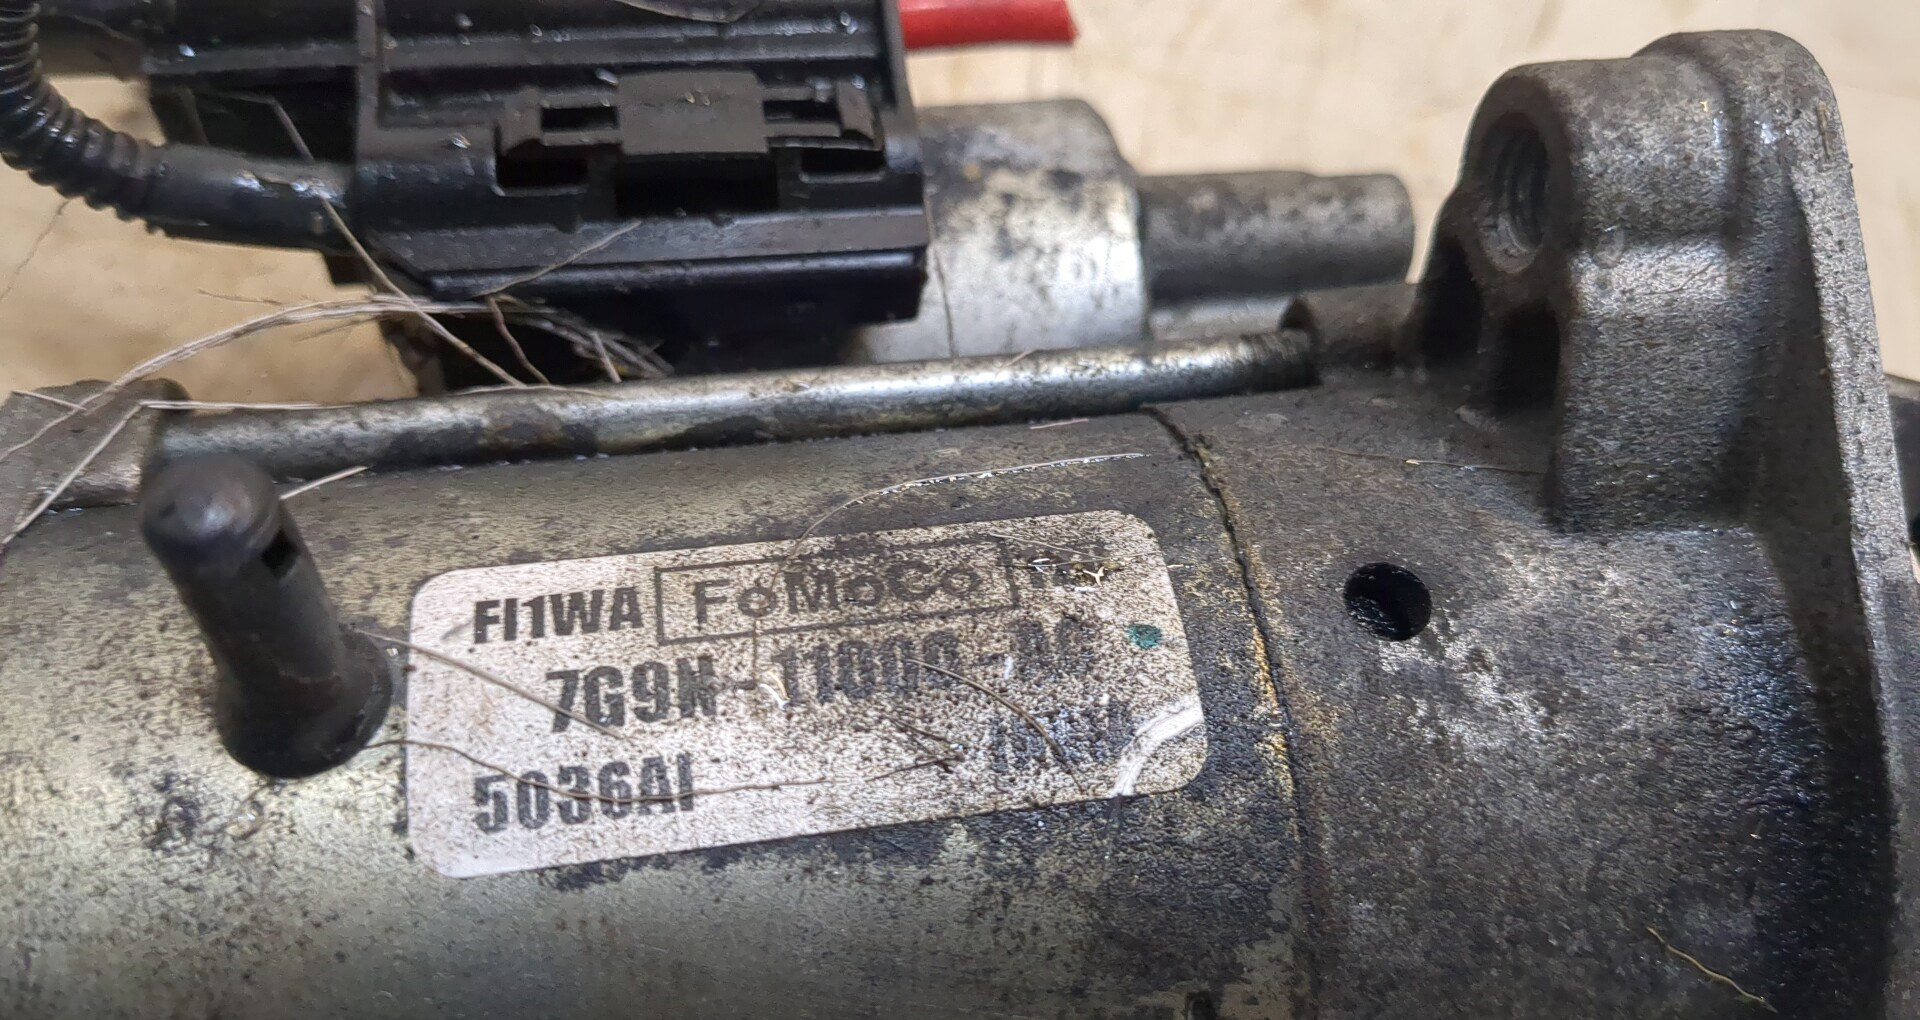 FI1WA FoMoCo
7G9N-11000-AC
5036AI